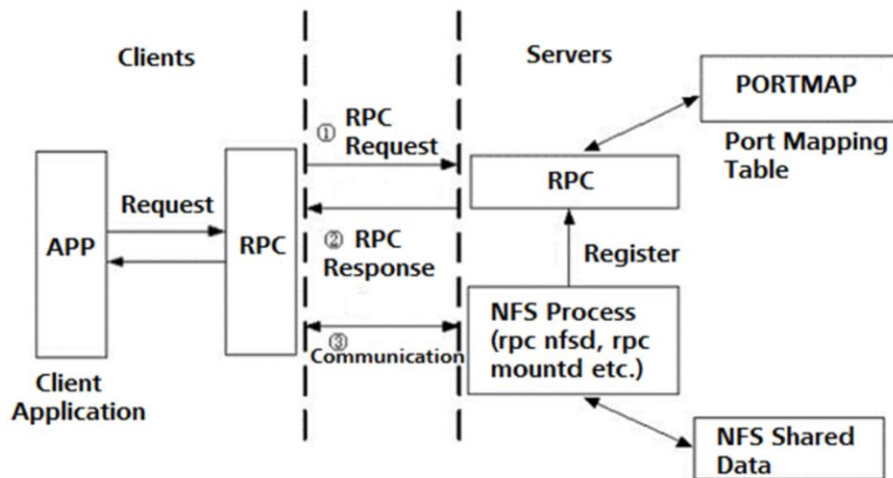 Clients
Servers
PORTMAP
Port Mapping
Table
① RPC
Request
RPC
Request
APP
RPC
② RPC
Response
Register
NFS Process
(rpc nfsd, rpc
mountd etc.)
③
Communication
Client
Application
NFS Shared
Data